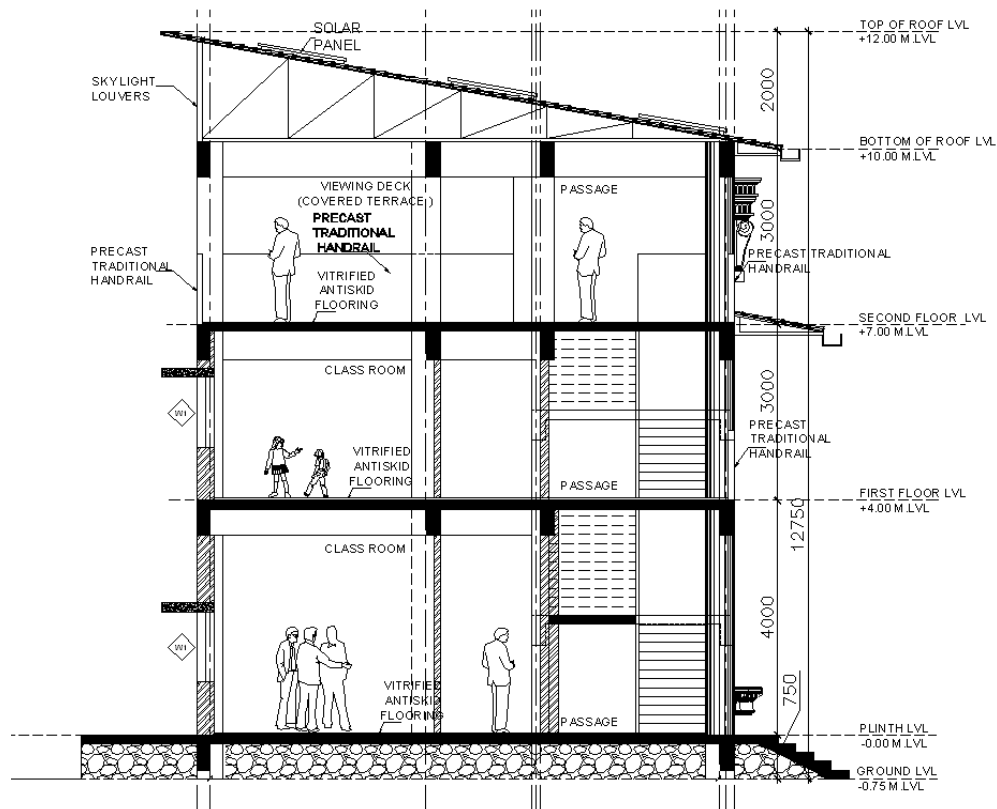 SOLAR
PANEL
TOP OF ROOF LVL
+12.00 M.LVL
SKYLIGHT
LOUVERS
2000
BOTTOM OF ROOF LVL
+10.00 M.LVL
VIEWING DECK
(COVERED TERRACE )
PRECAST
TRADITIONAL
HANDRAIL
PASSAGE
3000
PRECAST
TRADITIONAL
HANDRAIL
VITRIFIED
ANTISKID
FLOORING
PRECAST TRADITIONAL
HANDRAIL
SECOND FLOOR LVL
+7.00 M.LVL
CLASS ROOM
3000
W1
PRECAST
TRADITIONAL
HANDRAIL
VITRIFIED
ANTISKID
FLOORING
PASSAGE
FIRST FLOOR LVL
+4.00 M.LVL
12750
CLASS ROOM
4000
W1
VITRIFIED
ANTISKID
FLOORING
PASSAGE
750
PLINTH LVL
-0.00 M.LVL
GROUND LVL
-0.75 M.LVL